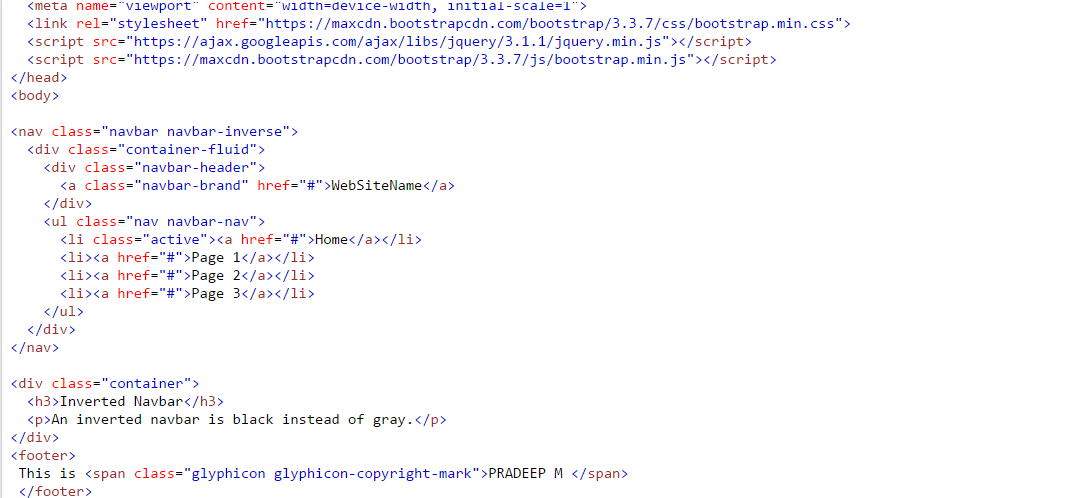 <meta name="viewport" content="width=device-width, initial-scale=1">
<link rel="stylesheet" href="https://maxcdn.bootstrapcdn.com/bootstrap/3.3.7/css/bootstrap.min.css">
<script src="https://ajax.googleapis.com/ajax/libs/jquery/3.1.1/jquery.min.js"></script>
<script src="https://maxcdn.bootstrapcdn.com/bootstrap/3.3.7/js/bootstrap.min.js"></script>
</head>
<body>
<nav class="navbar navbar-inverse">
<div class="container-fluid">
<div class="navbar-header">
<a class="navbar-brand" href="#">WebSiteName</a>
</div>
<ul class="nav navbar-nav">
<li class="active"><a href="#">Home</a></li>
<li><a href="#">Page 1</a></li>
<li><a href="#">Page 2</a></li>
<li><a href="#">Page 3</a></li>
</ul>
</div>
</nav>
<div class="container">
<h3>Inverted Navbar</h3>
<p>An inverted navbar is black instead of gray.</p>
</div>
<footer>
This is <span class="glyphicon glyphicon-copyright-mark">PRADEEP M </span>
</footer>